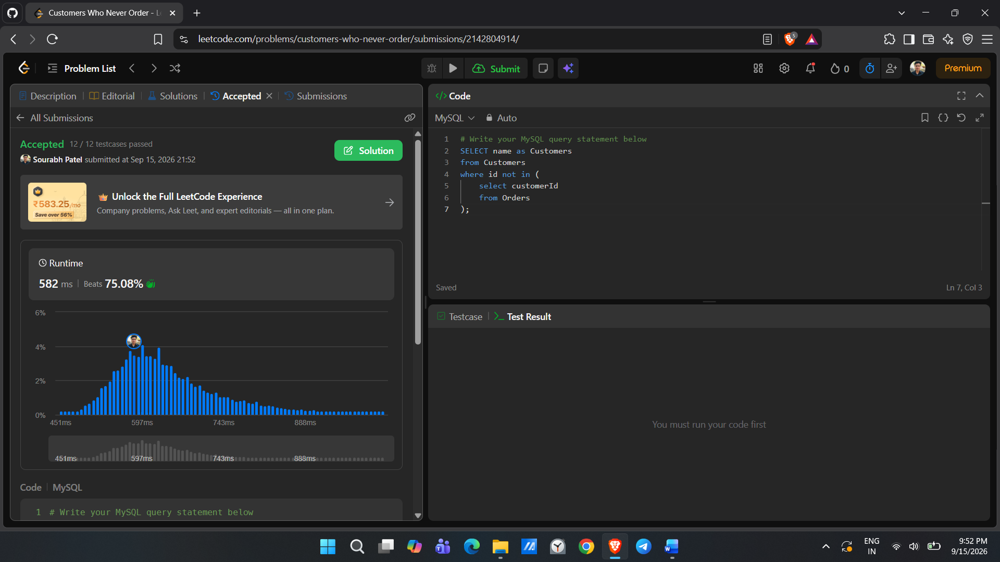 Customers Who Never Order - L
leetcode.com/problems/customers-who-never-order/submissions/2142804914/
5
Problem List
Submit
0
Premium
Description
Editorial
Solutions
Accepted
Submissions
All Submissions
Accepted 12 / 12 testcases passed
Sourabh Patel submitted at Sep 15, 2026 21:52
Solution
₹583.25/mo
Save over 56%
Unlock the Full LeetCode Experience
Company problems, Ask Leet, and expert editorials — all in one plan.
Runtime
582 ms Beats 75.08%
6%
4%
2%
0%
451ms 597ms 743ms 888ms
451ms 597ms 743ms 888ms
Code MySQL
1 # Write your MySQL query statement below
</> Code
MySQL Auto
1 # Write your MySQL query statement below
2 SELECT name as Customers
3 from Customers
4 where id not in (
5 select customerId
6 from Orders
7 );
Saved
Ln 7, Col 3
Testcase
Test Result
You must run your code first
ENG
IN
9:52 PM
9/15/2026